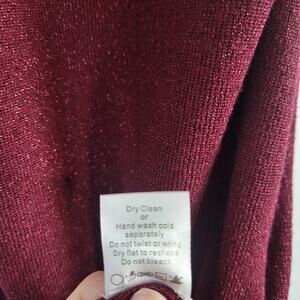 Dry Clean
or
Hand wash cold
separately
Do not twist or wring
Dry flat to reshape
Do not bleach